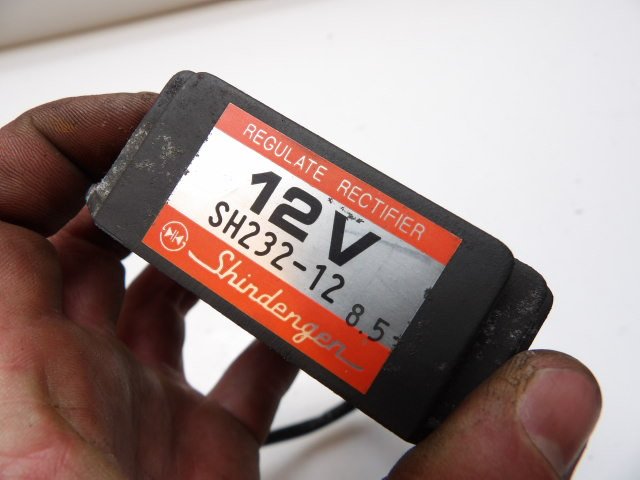 REGULATE RECTIFIER
12V
SH232-12
8.5
Shindengen